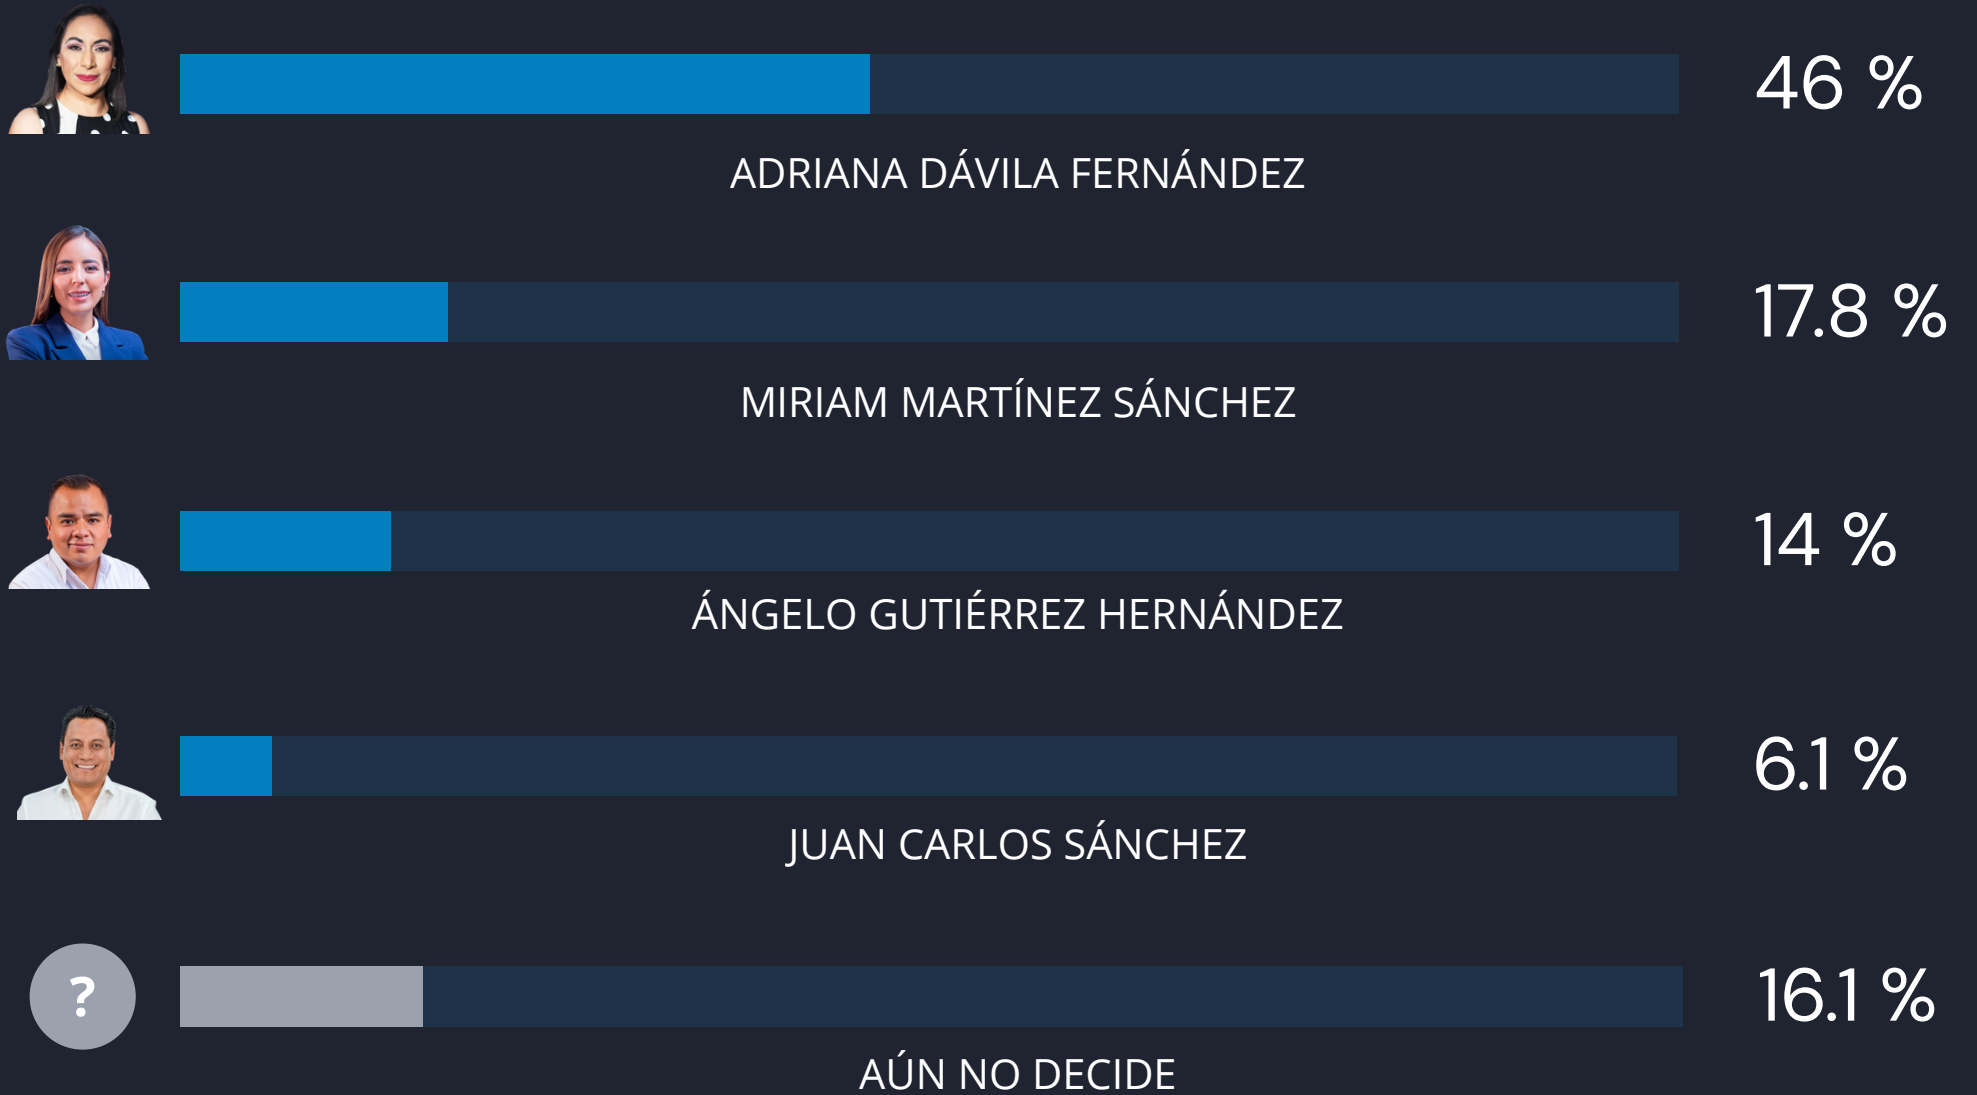 46 %
ADRIANA DÁVILA FERNÁNDEZ
17.8 %
MIRIAM MARTÍNEZ SÁNCHEZ
14 %
ÁNGELO GUTIÉRREZ HERNÁNDEZ
6.1 %
JUAN CARLOS SÁNCHEZ
?
16.1 %
AÚN NO DECIDE